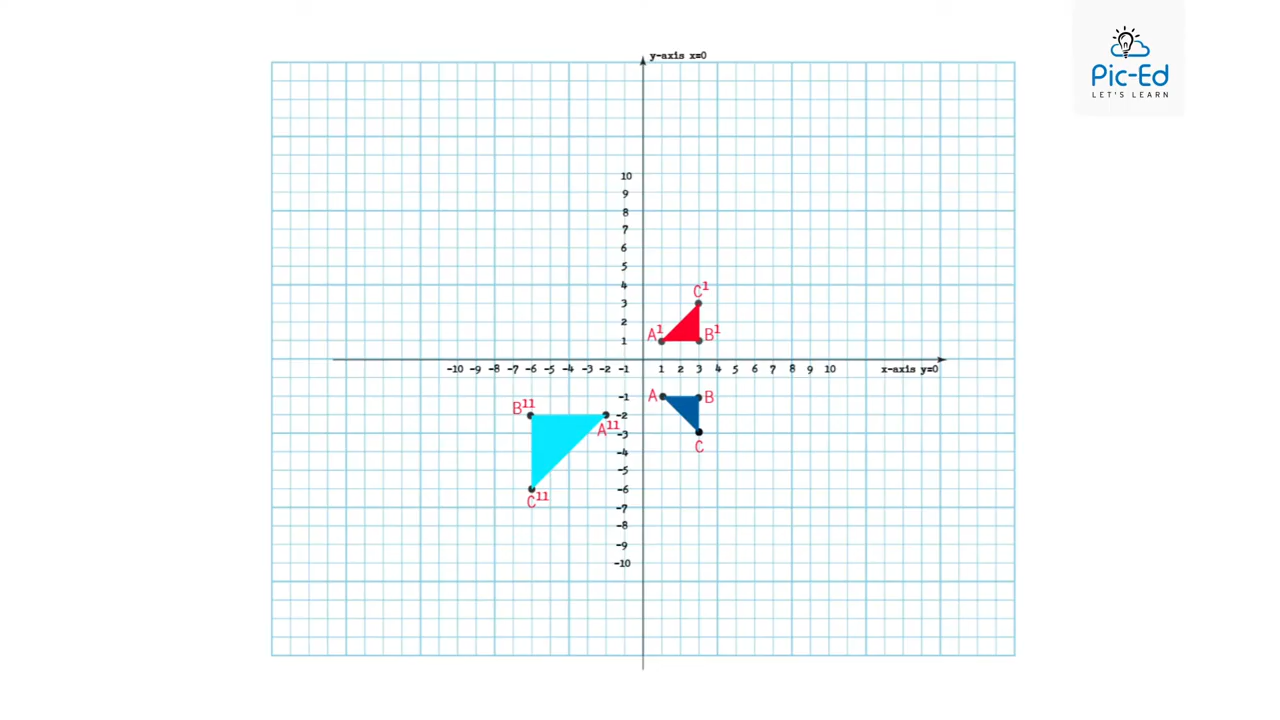 Pic-Ed
LET'S LEARN
y-axis x=0
10
9
8
7
6
5
4
3
2
1
C¹
A¹ B¹
-10 -9 -8 -7 -6 -5 -4 -3 -2 -1 1 2 3 4 5 6 7 8 9 10 x-axis y=0
-1
-2
-3
-4
-5
-6
-7
-8
-9
-10
A B
C
B¹¹
A¹¹
C¹¹